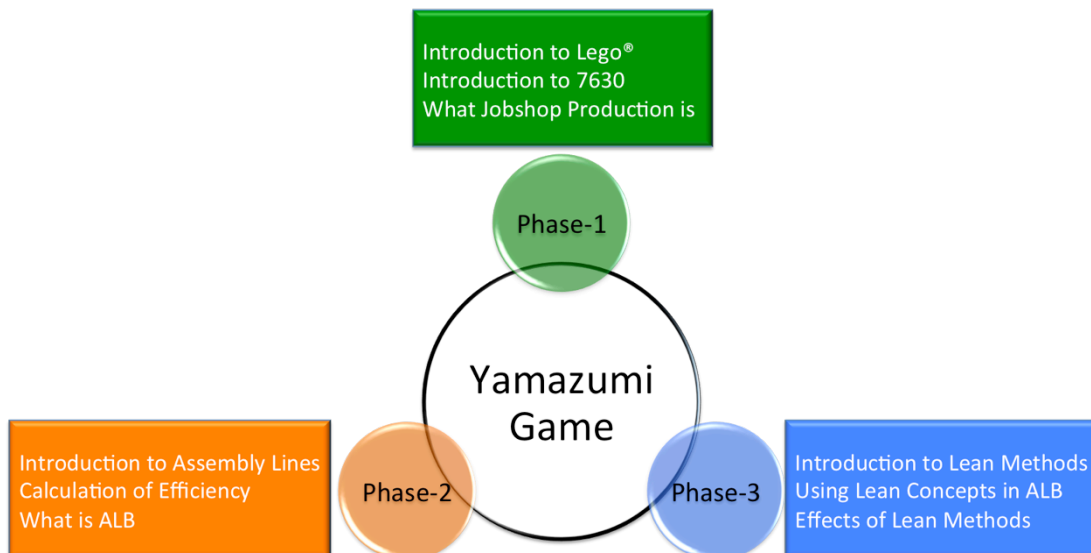 Introduction to Lego®
Introduction to 7630
What Jobshop Production is
Phase-1
Yamazumi
Game
Introduction to Assembly Lines
Calculation of Efficiency
What is ALB
Phase-2
Phase-3
Introduction to Lean Methods
Using Lean Concepts in ALB
Effects of Lean Methods